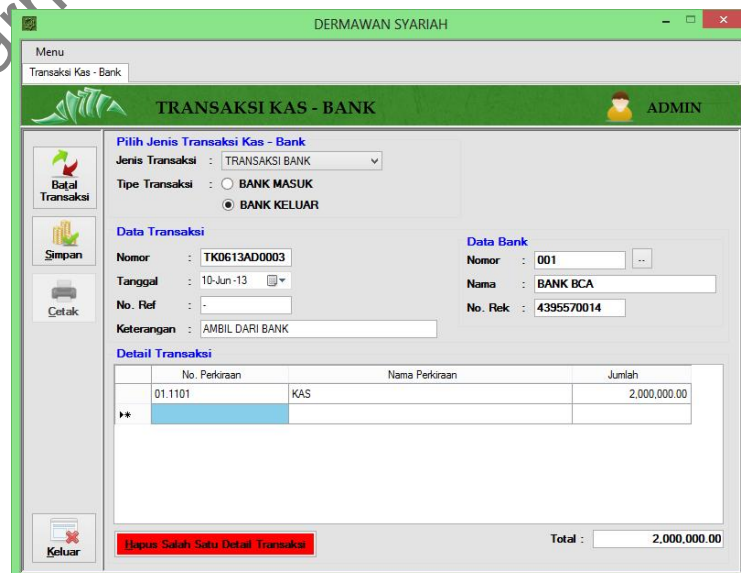 DERMAWAN SYARIAH
Menu
Transaksi Kas - Bank
TRANSAKSI KAS - BANK
ADMIN
Batal Transaksi
Simpan
Cetak
Keluar
Pilih Jenis Transaksi Kas - Bank
Jenis Transaksi : TRANSAKSI BANK
Tipe Transaksi : BANK MASUK
BANK KELUAR
Data Transaksi
Nomor : TK0613AD0003
Tanggal : 10-Jun -13
No. Ref : -
Keterangan : AMBIL DARI BANK
Data Bank
Nomor : 001 ..
Nama : BANK BCA
No. Rek : 4395570014
Detail Transaksi
No. Perkiraan Nama Perkiraan Jumlah
01.1101 KAS 2,000,000.00
Hapus Salah Satu Detail Transaksi
Total : 2,000,000.00